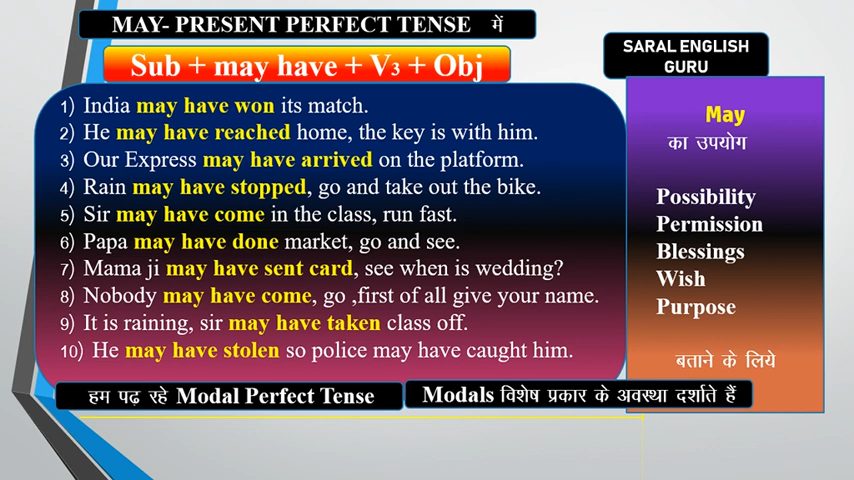 MAY- PRESENT PERFECT TENSE में
Sub + may have + V3 + Obj
SARAL ENGLISH
GURU
1) India may have won its match.
2) He may have reached home, the key is with him.
3) Our Express may have arrived on the platform.
4) Rain may have stopped, go and take out the bike.
5) Sir may have come in the class, run fast.
6) Papa may have done market, go and see.
7) Mama ji may have sent card, see when is wedding?
8) Nobody may have come, go ,first of all give your name.
9) It is raining, sir may have taken class off.
10) He may have stolen so police may have caught him.
May
का उपयोग
Possibility
Permission
Blessings
Wish
Purpose
बताने के लिये
हम पढ़ रहे Modal Perfect Tense
Modals विशेष प्रकार के अवस्था दर्शाते हैं